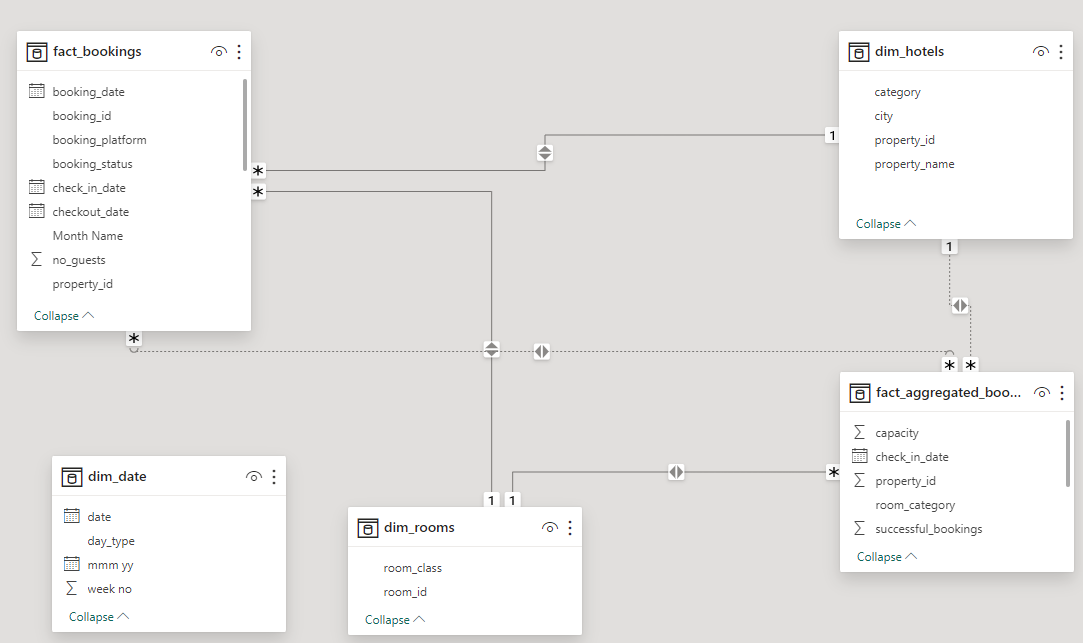 fact_bookings
booking_date
booking_id
booking_platform
booking_status
check_in_date
checkout_date
Month Name
no_guests
property_id
Collapse
*
*
*
dim_hotels
category
city
property_id
property_name
Collapse
1
1
* *
fact_aggregated_boo...
capacity
check_in_date
property_id
room_category
successful_bookings
Collapse
*
dim_date
date
day_type
mmm yy
week no
Collapse
1 1
dim_rooms
room_class
room_id
Collapse